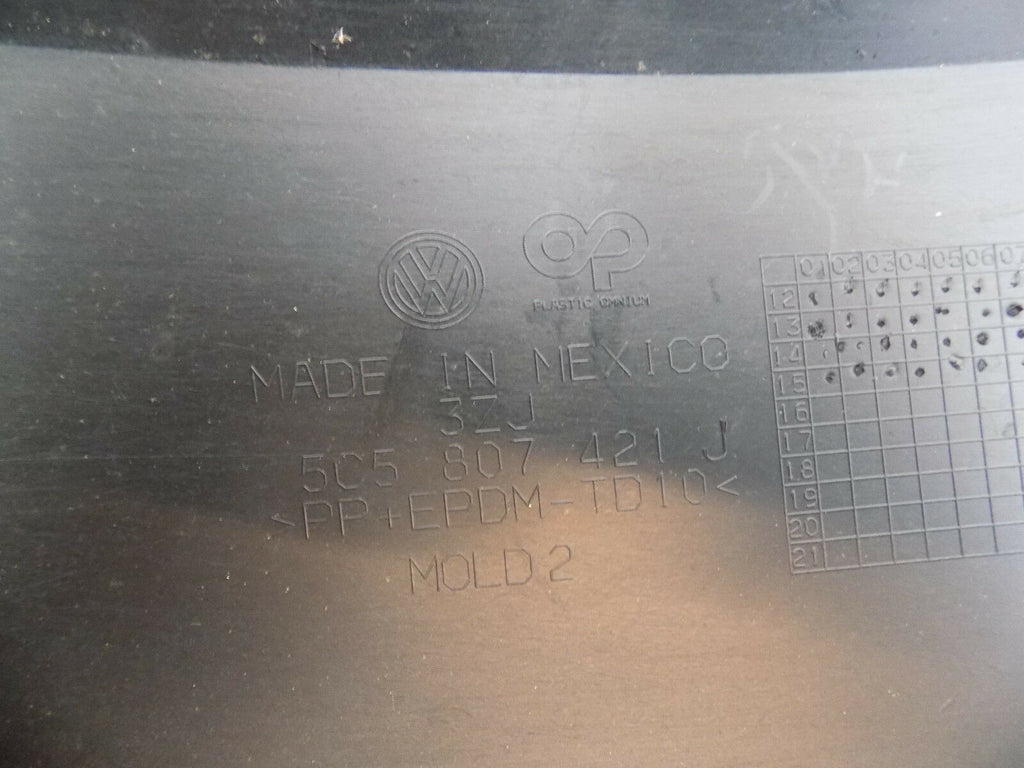 PLASTIC OMNIUM
MADE IN MEXICO
3ZJ
5C5 807 421 J
<PP+EPDM-TD10<
MOLD 2
01 02 03 04 05 06 07
12
13
14
15
16
17
18
19
20
21